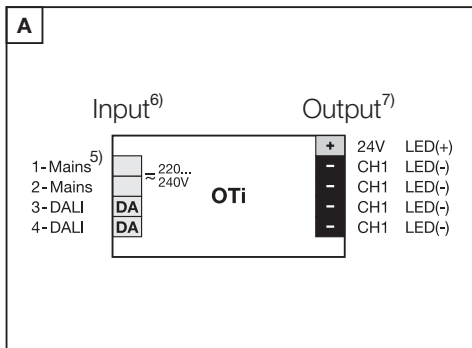 A
Input6) Output7)
+ 24V LED(+)
1-Mains5) 220... - CH1 LED(-)
2-Mains ≂ 240V OTi - CH1 LED(-)
3-DALI DA - CH1 LED(-)
4-DALI DA - CH1 LED(-)